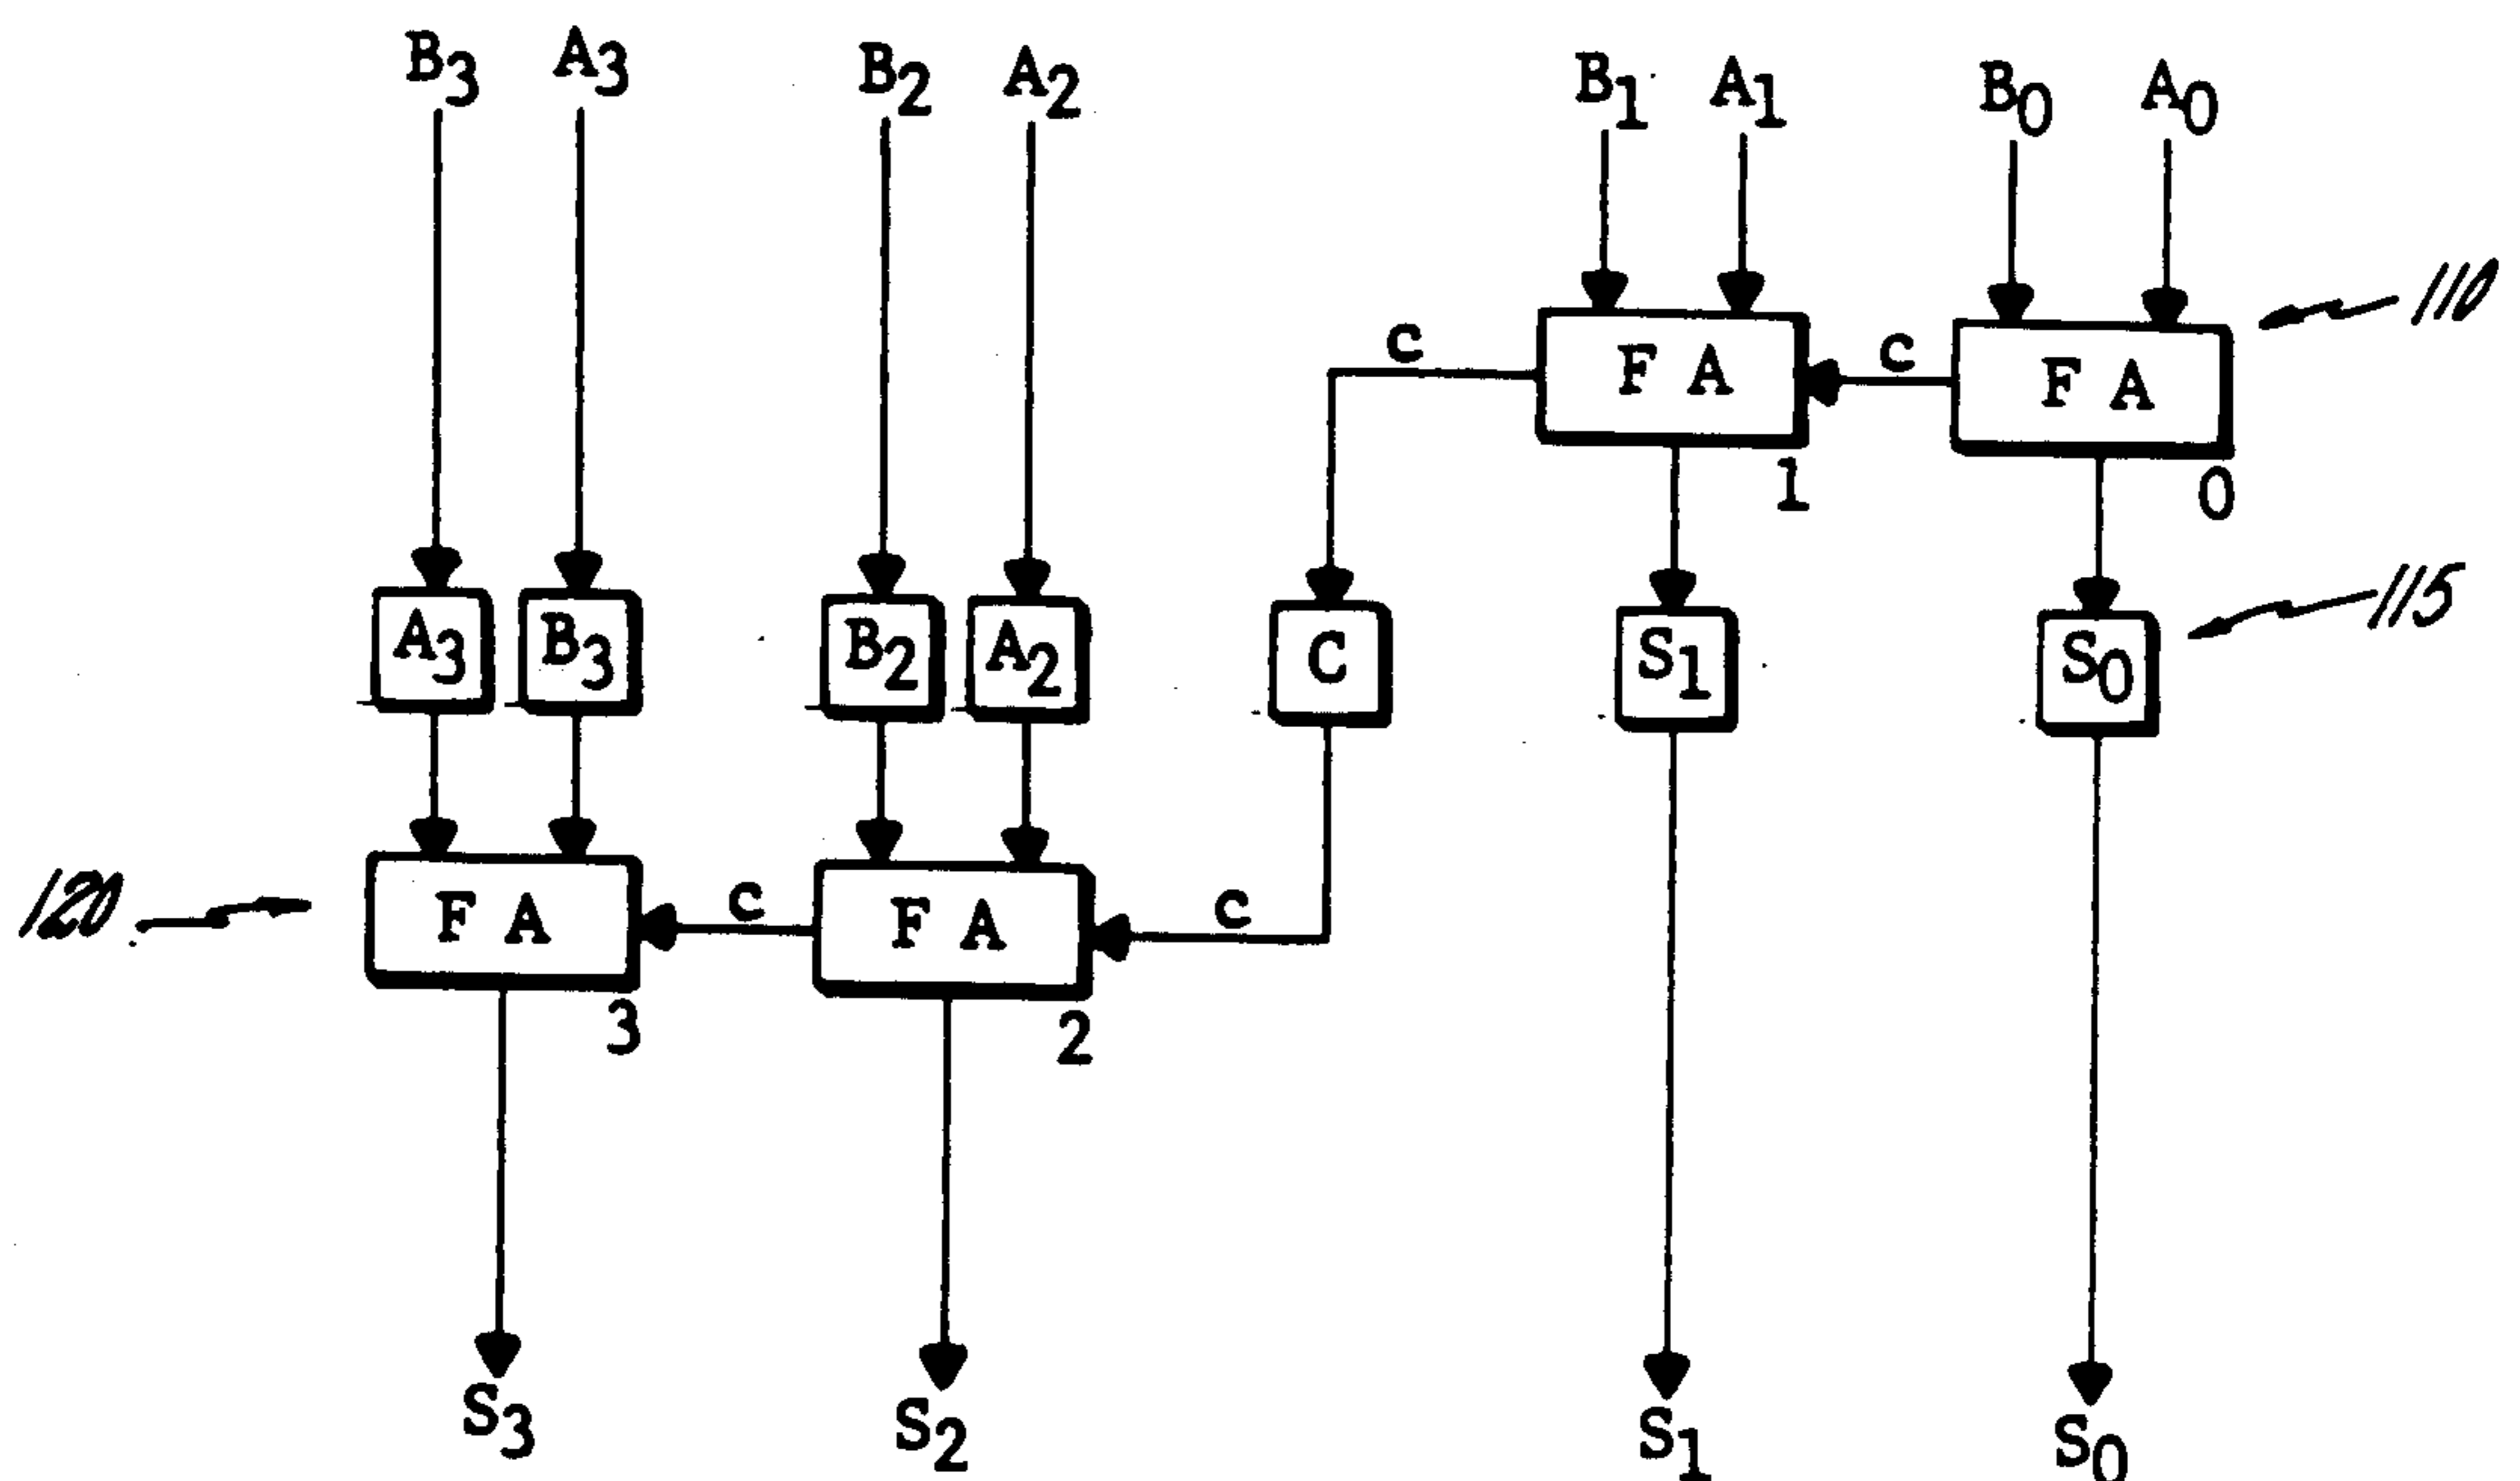 B3 A3 B2 A2 B1 A1 B0 A0
110
C C
F A F A
1 0
115
A3 B3 B2 A2 C S1 S0
120
F A C F A C
3 2
S3 S2 S1 S0